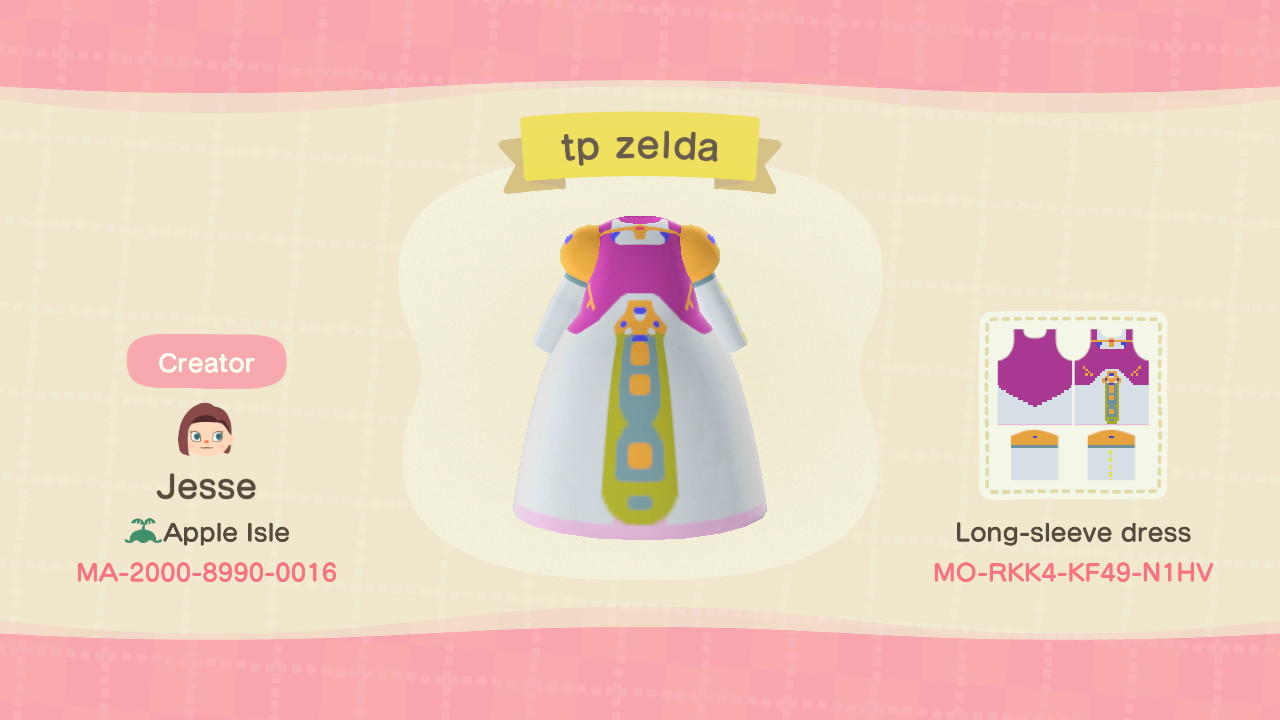 tp zelda
Creator
Jesse
Apple Isle
MA-2000-8990-0016
Long-sleeve dress
MO-RKK4-KF49-N1HV